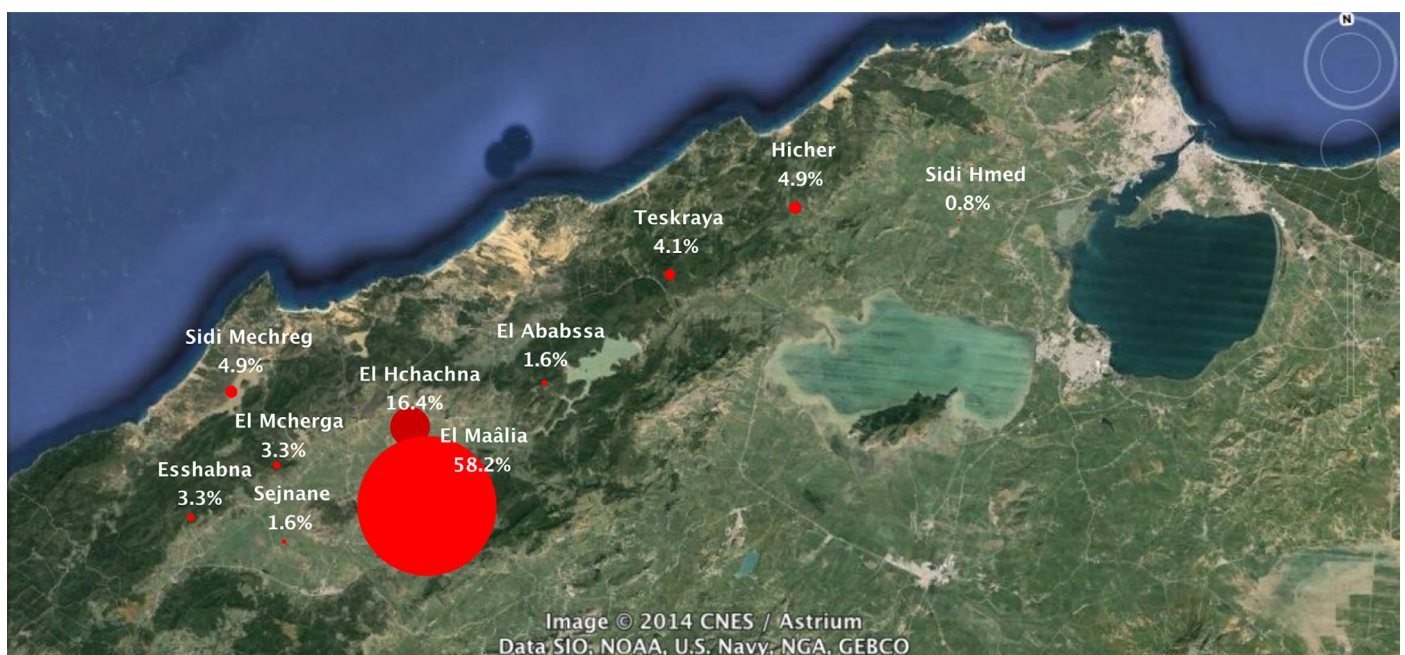 N
Hicher
4.9%
Sidi Hmed
0.8%
Teskraya
4.1%
Sidi Mechreg
4.9%
El Ababssa
1.6%
El Hchachna
16.4%
El Mcherga
3.3%
El Maâlia
58.2%
Esshabna
3.3%
Sejnane
1.6%
Image © 2014 CNES / Astrium
Data SIO, NOAA, U.S. Navy, NGA, GEBCO